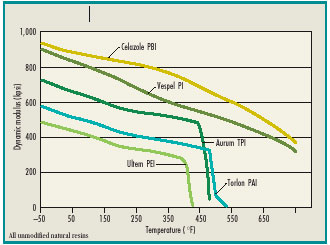 1,000
Celazole PBI
800
Vespel PI
600
Dynamic modulus (kpsi)
400
Aurum TPI
Ultem PEI
200
Torlon PAI
0
-50 50 150 250 350 450 550 650
Temperature (°F)
All unmodified natural resins